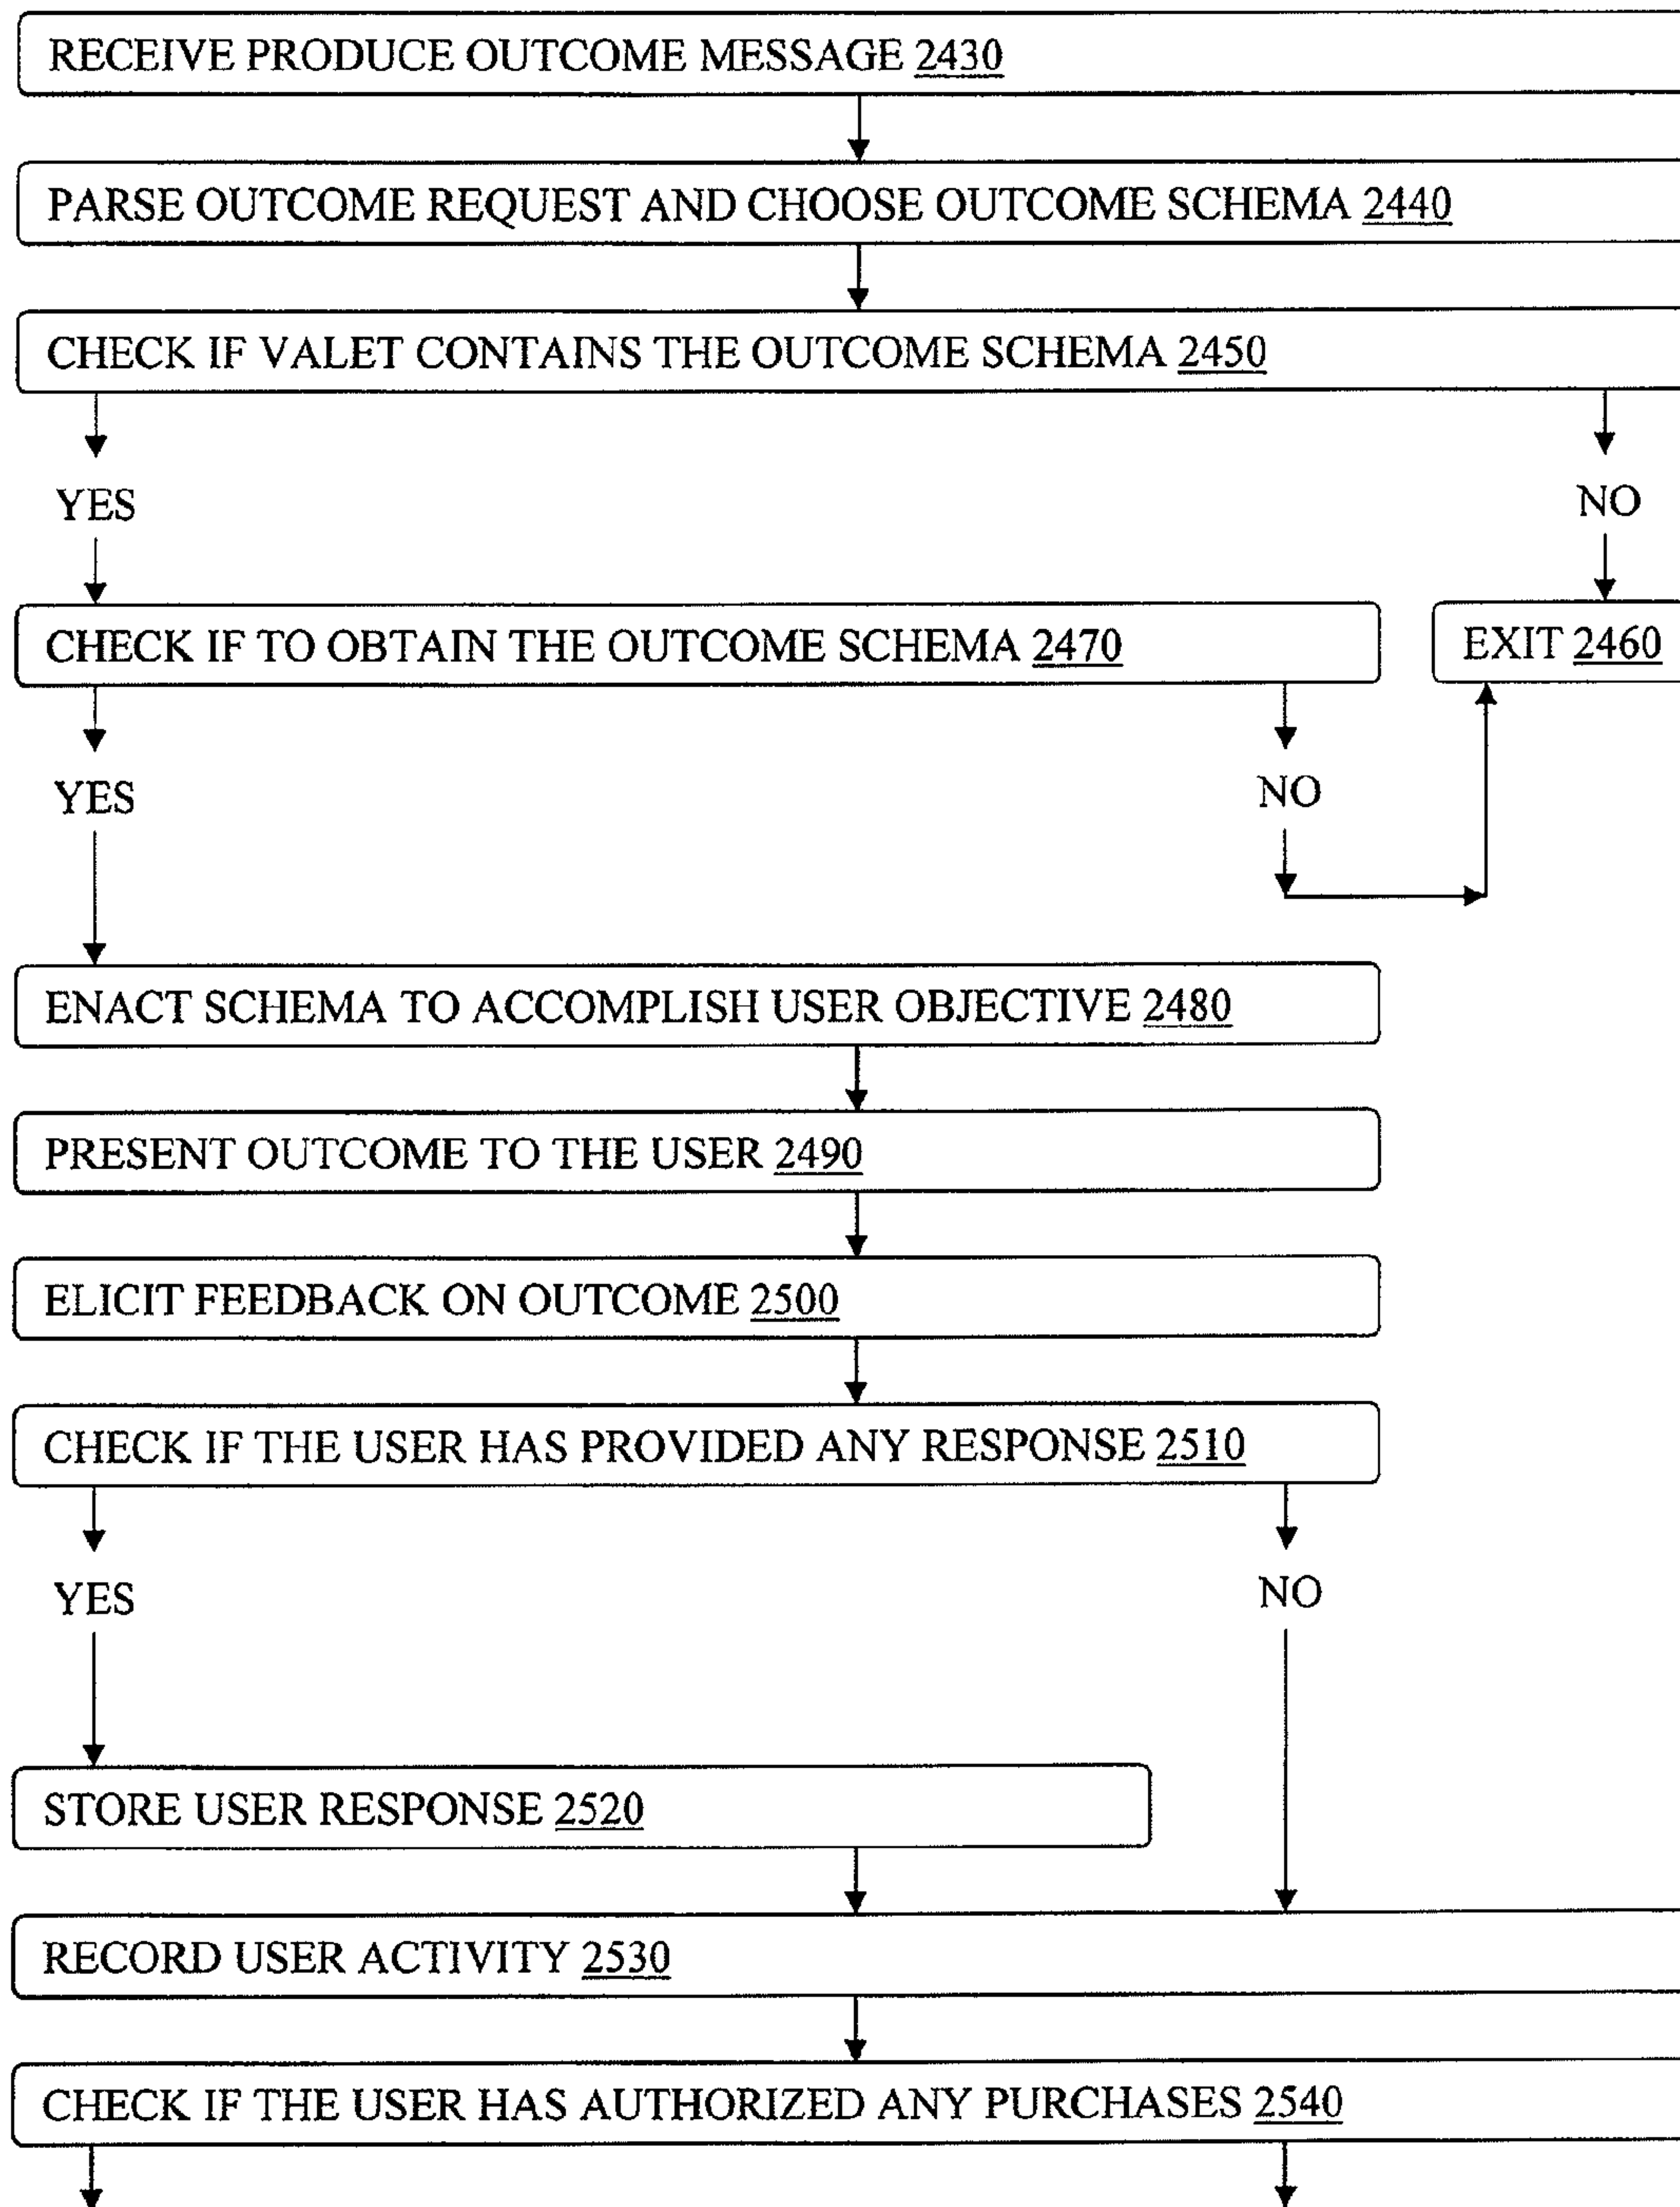 RECEIVE PRODUCE OUTCOME MESSAGE 2430
PARSE OUTCOME REQUEST AND CHOOSE OUTCOME SCHEMA 2440
CHECK IF VALET CONTAINS THE OUTCOME SCHEMA 2450
YES
NO
CHECK IF TO OBTAIN THE OUTCOME SCHEMA 2470
EXIT 2460
YES
NO
ENACT SCHEMA TO ACCOMPLISH USER OBJECTIVE 2480
PRESENT OUTCOME TO THE USER 2490
ELICIT FEEDBACK ON OUTCOME 2500
CHECK IF THE USER HAS PROVIDED ANY RESPONSE 2510
YES
NO
STORE USER RESPONSE 2520
RECORD USER ACTIVITY 2530
CHECK IF THE USER HAS AUTHORIZED ANY PURCHASES 2540